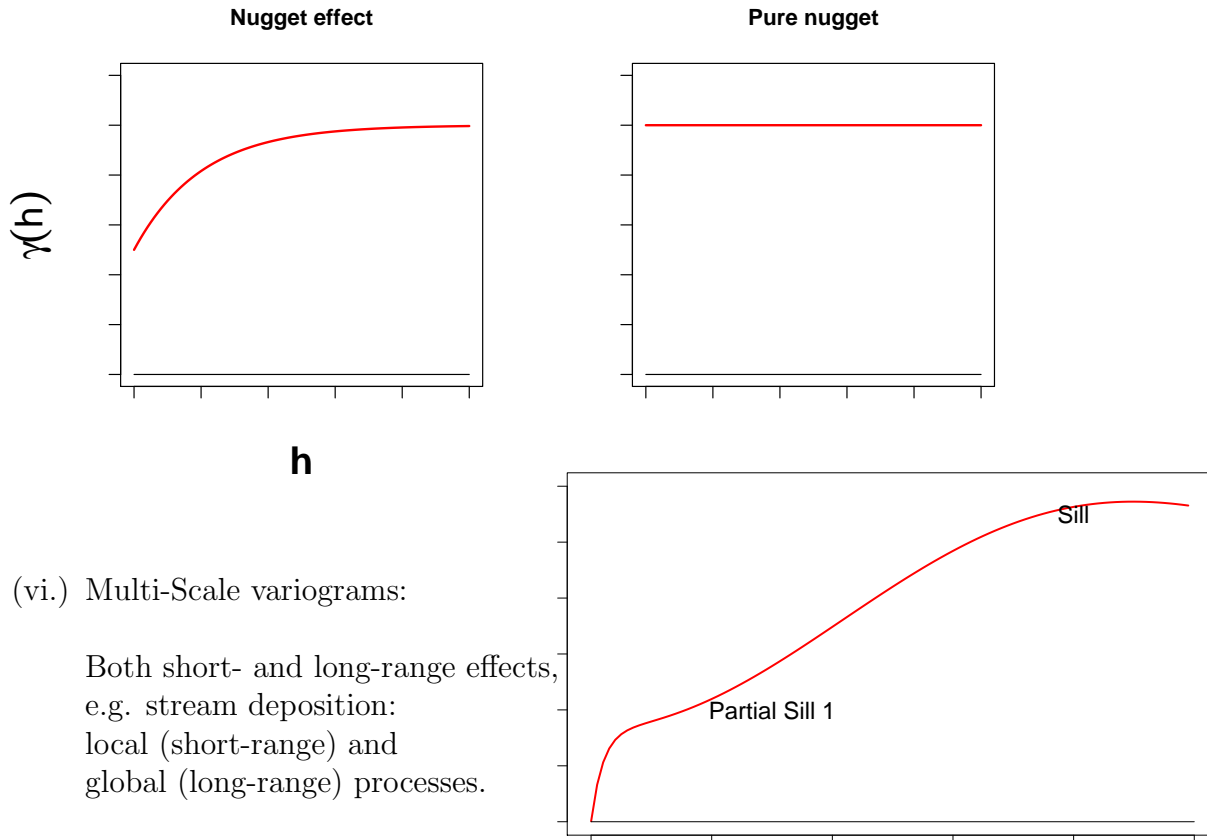 Nugget effect
Pure nugget
γ(h)
h
Sill
Partial Sill 1
(vi.) Multi-Scale variograms:
Both short- and long-range effects,
e.g. stream deposition:
local (short-range) and
global (long-range) processes.